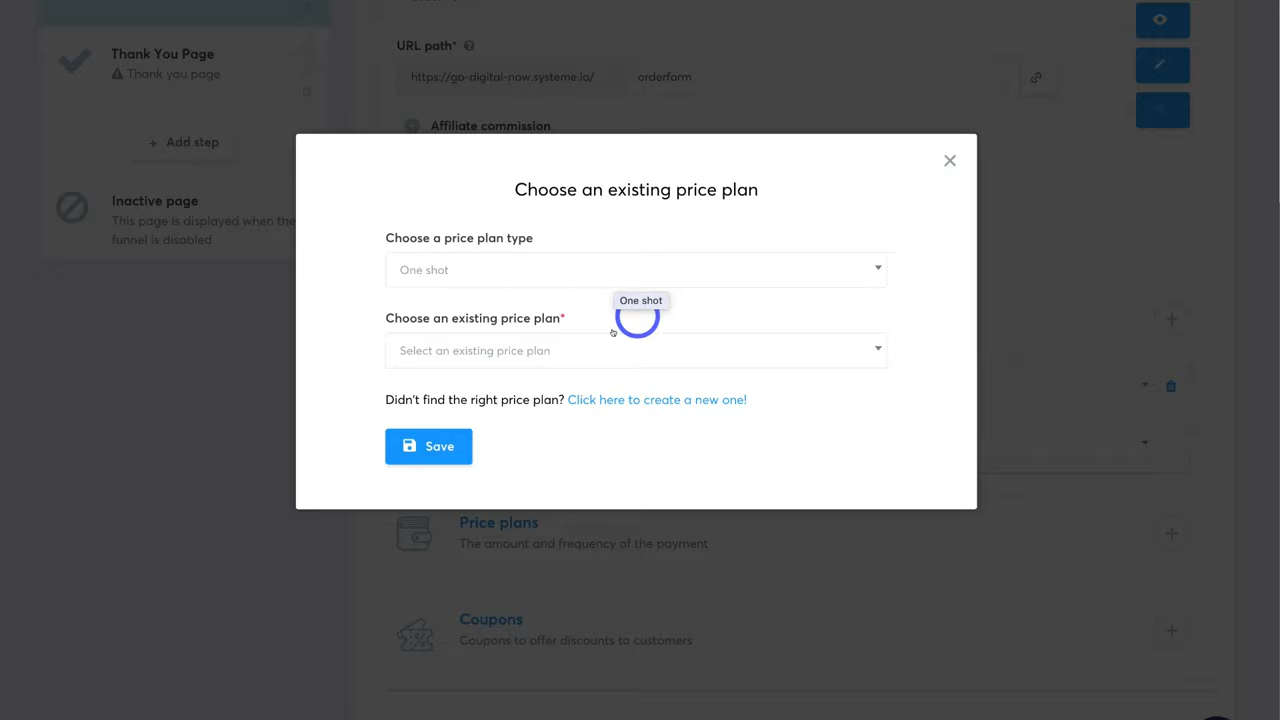 Thank You Page
Thank you page
+ Add step
Inactive page
This page is displayed when the
funnel is disabled
URL path*
https://go-digital-now.systeme.io/ orderform
Affiliate commission
Choose an existing price plan
Choose a price plan type
One shot
One shot
Choose an existing price plan*
Select an existing price plan
Didn't find the right price plan? Click here to create a new one!
Save
Price plans
The amount and frequency of the payment
Coupons
Coupons to offer discounts to customers